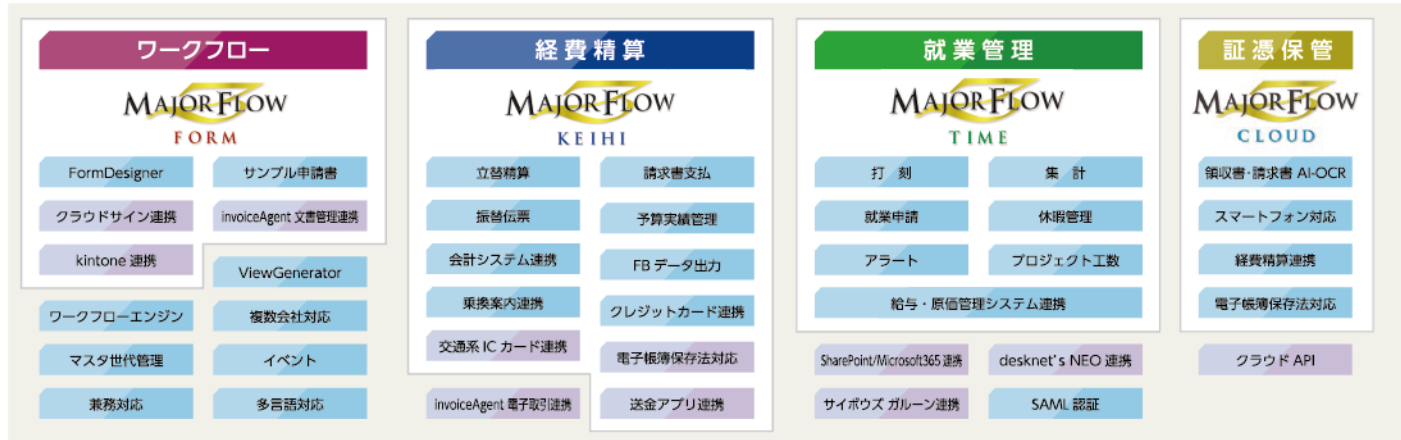 ワークフロー
MAJOR FLOW
FORM
FormDesigner
サンプル申請書
クラウドサイン連携
invoiceAgent 文書管理連携
kintone 連携
ViewGenerator
ワークフローエンジン
複数会社対応
マスタ世代管理
イベント
兼務対応
多言語対応
経費精算
MAJOR FLOW
KEIHI
立替精算
請求書支払
振替伝票
予算実績管理
会計システム連携
FB データ出力
乗換案内連携
クレジットカード連携
交通系 IC カード連携
電子帳簿保存法対応
invoiceAgent 電子取引連携
送金アプリ連携
就業管理
MAJOR FLOW
TIME
打 刻
集 計
就業申請
休暇管理
アラート
プロジェクト工数
給与・原価管理システム連携
SharePoint/Microsoft365 連携
desknet's NEO 連携
サイボウズ ガルーン連携
SAML 認証
証憑保管
MAJOR FLOW
CLOUD
領収書・請求書 AI-OCR
スマートフォン対応
経費精算連携
電子帳簿保存法対応
クラウド API